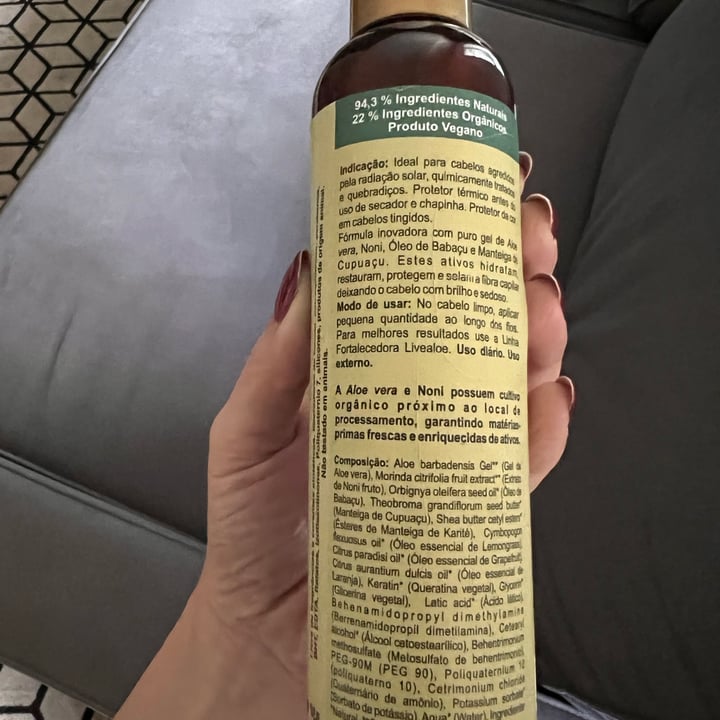 94,3 % Ingredientes Naturais
22 % Ingredientes Orgânicos
Produto Vegano
Indicação: Ideal para cabelos agredidos
pela radiação solar, quimicamente tratados
e quebradiços. Protetor térmico antes do
uso de secador e chapinha. Protetor da cor
em cabelos tingidos.
Fórmula inovadora com puro gel de Aloe
vera, Noni, Óleo de Babaçu e Manteiga de
Cupuaçu. Estes ativos hidratam,
restauram, protegem e selam a fibra capilar
deixando o cabelo com brilho e sedoso.
Modo de usar: No cabelo limpo, aplicar
pequena quantidade ao longo dos fios.
Para melhores resultados use a Linha
Fortalecedora Livealoe. Uso diário. Uso
externo.
A Aloe vera e Noni possuem cultivo
orgânico próximo ao local de
processamento, garantindo matérias-
primas frescas e enriqueçidas de ativos.
Composição: Aloe barbadensis Gel** (Gel de
Aloe vera), Morinda citrifolia fruit extract** (Extrato
de Noni fruto), Orbignya oleifera seed oil* (Óleo de
Babaçu), Theobroma grandiflorum seed butter*
(Manteiga de Cupuaçu), Shea butter cetyl esters*
(Ésteres de Manteiga de Karité), Cymbopogon
flexuosus oil* (Óleo essencial de Lemongrass),
Citrus paradisi oil* (Óleo essencial de Grapefruit),
Citrus aurantium dulcis oil* (Óleo essencial de
Laranja), Keratin* (Queratina vegetal), Glycerin*
(Glicerina vegetal), Latic acid* (Ácido lático),
Behenamidopropyl dimethylamine
(Berrenamidopropil dimetilamina), Cetearyl
alcohol* (Álcool cetoestearílico), Behentrimonium
methosulfate (Metosulfato de behentrimônio),
PEG-90M (PEG 90), Poliquaternium 10
(poliquaterno 10), Cetrimonium chloride
(Quaternário de amônio), Potassium sorbate*
(Sorbato de potássio), Aqua* (Water), Ingrediente
Poliquaternio 7, silicones, produtos de origem animal.
Não testado em animais.